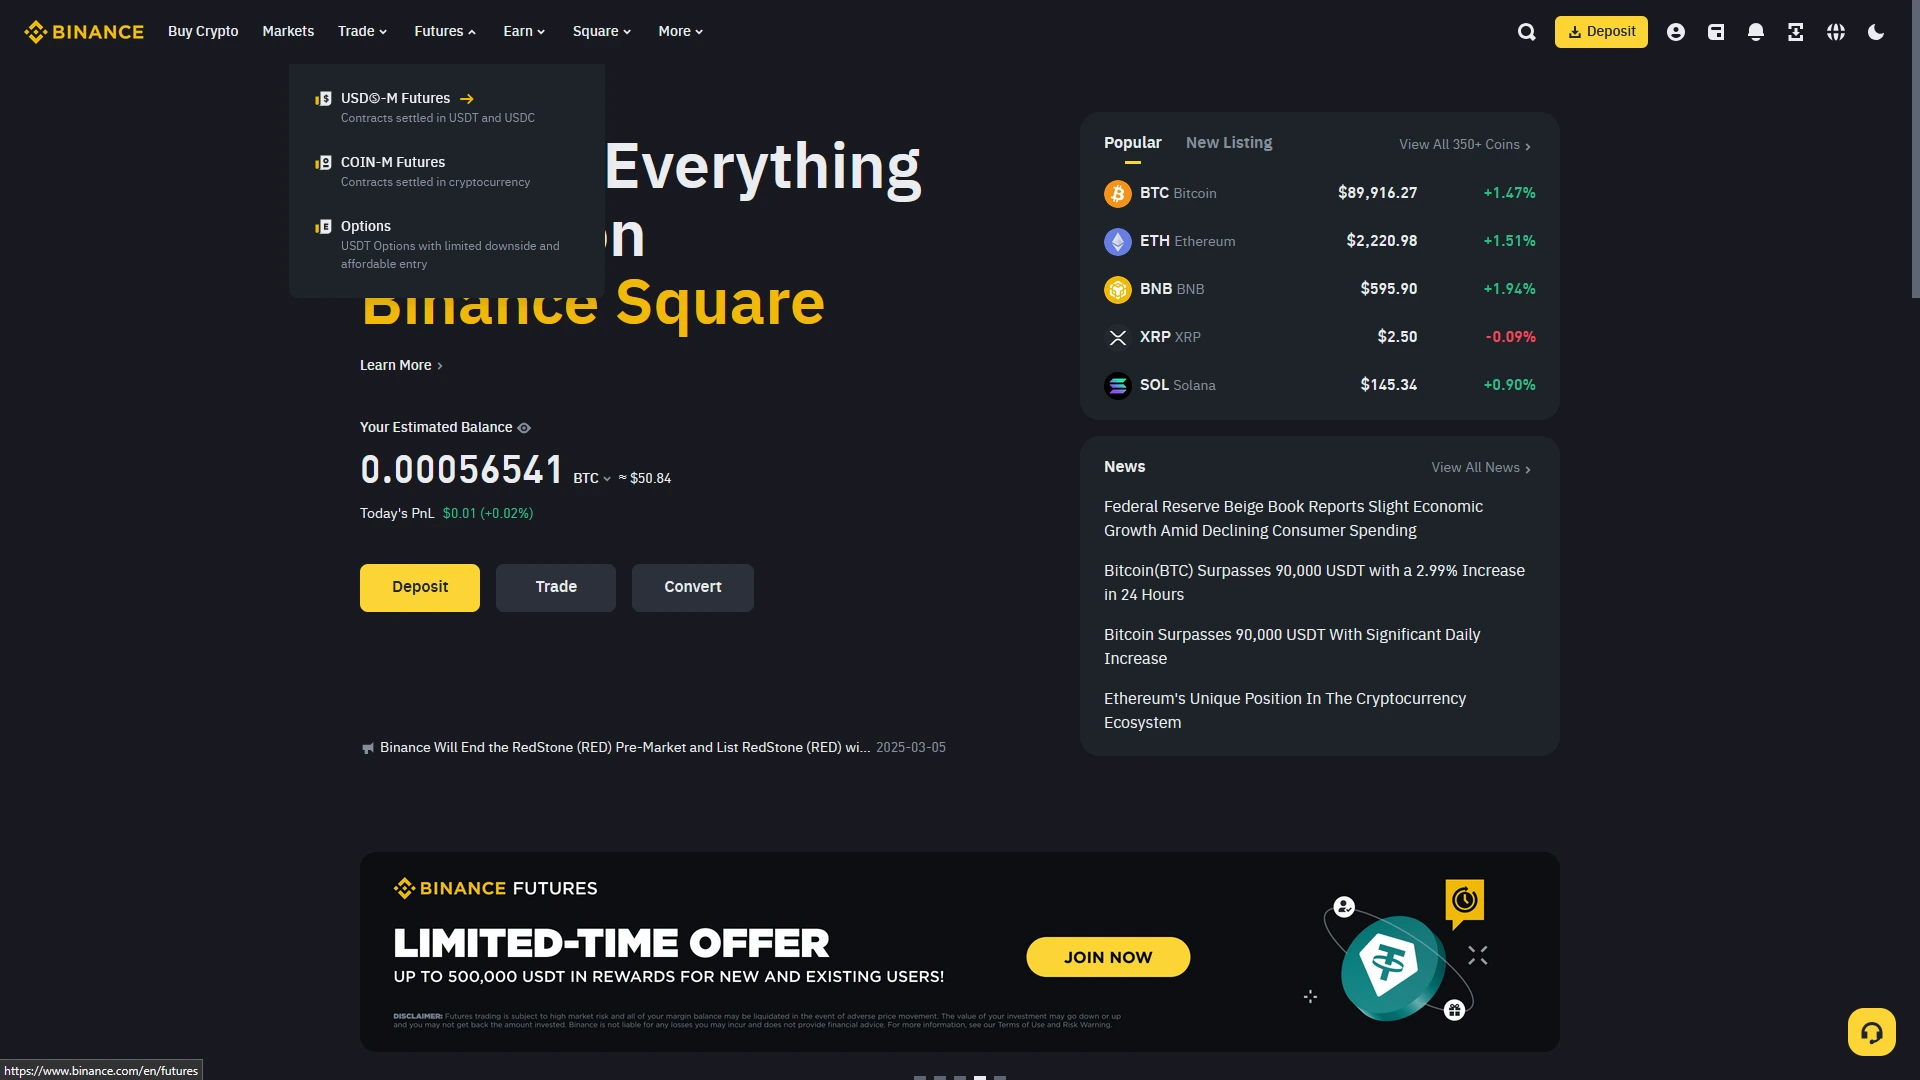 BINANCE
Buy Crypto
Markets
Trade
Futures
Earn
Square
More
Deposit
USDⓈ-M Futures
Contracts settled in USDT and USDC
COIN-M Futures
Contracts settled in cryptocurrency
Options
USDT Options with limited downside and
affordable entry
Everything
on
Binance Square
Learn More
Your Estimated Balance
0.00056541 BTC ≈ $50.84
Today's PnL $0.01 (+0.02%)
Deposit
Trade
Convert
Binance Will End the RedStone (RED) Pre-Market and List RedStone (RED) wi... 2025-03-05
Popular
New Listing
View All 350+ Coins
BTC Bitcoin $89,916.27 +1.47%
ETH Ethereum $2,220.98 +1.51%
BNB BNB $595.90 +1.94%
XRP XRP $2.50 -0.09%
SOL Solana $145.34 +0.90%
News
View All News
Federal Reserve Beige Book Reports Slight Economic
Growth Amid Declining Consumer Spending
Bitcoin(BTC) Surpasses 90,000 USDT with a 2.99% Increase
in 24 Hours
Bitcoin Surpasses 90,000 USDT With Significant Daily
Increase
Ethereum's Unique Position In The Cryptocurrency
Ecosystem
BINANCE FUTURES
LIMITED-TIME OFFER
UP TO 500,000 USDT IN REWARDS FOR NEW AND EXISTING USERS!
JOIN NOW
DISCLAIMER: Futures trading is subject to high market risk and all of your margin balance may be liquidated in the event of adverse price movement. The value of your investment may go down or up
and you may not get back the amount invested. Binance is not liable for any losses you may incur and does not provide financial advice. For more information, see our Terms of Use and Risk Warning.
https://www.binance.com/en/futures